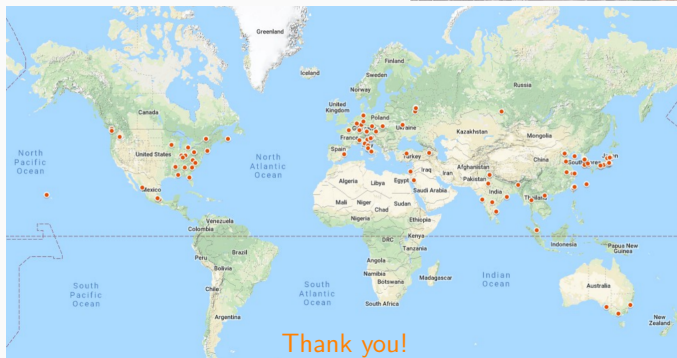 Greenland
Iceland
Finland
Sweden
Norway
Russia
Canada
United
Kingdom
Poland
Ukraine
France
Kazakhstan
Mongolia
North
Pacific
Ocean
United States
North
Atlantic
Ocean
Spain
Turkey
Afghanistan
China
South Korea
Japan
Iraq
Iran
Pakistan
Algeria
Libya
Egypt
Saudi Arabia
Mexico
Mali
Niger
Chad
Sudan
Thailand
Nigeria
Ethiopia
Venezuela
Colombia
DRC
Kenya
Tanzania
Indonesia
Papua New
Guinea
Peru
Brazil
Bolivia
Angola
Namibia
Botswana
Madagascar
Indian
Ocean
Australia
South
Pacific
Ocean
Chile
South
Atlantic
Ocean
South Africa
Argentina
New
Zealand
Thank you!